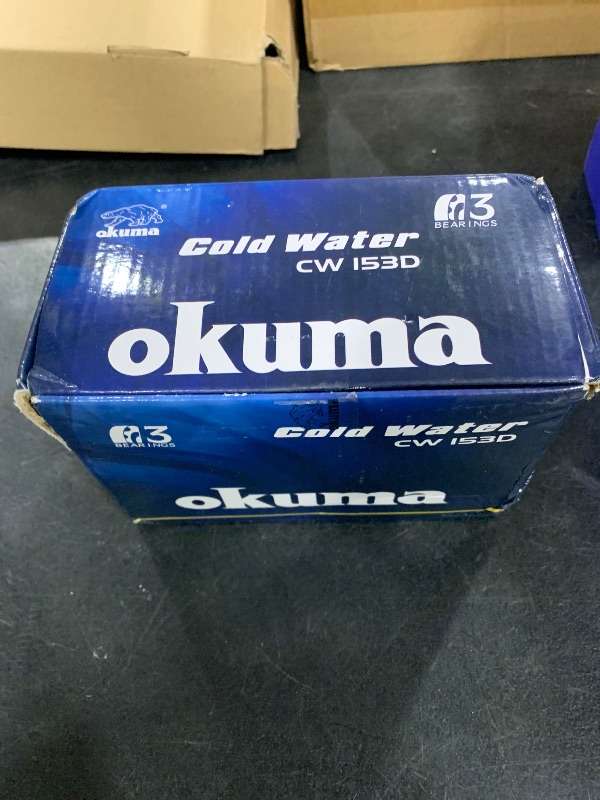 okuma
Cold Water
CW 153D
3
BEARINGS
okuma
3
BEARINGS
Cold Water
CW 153D
okuma